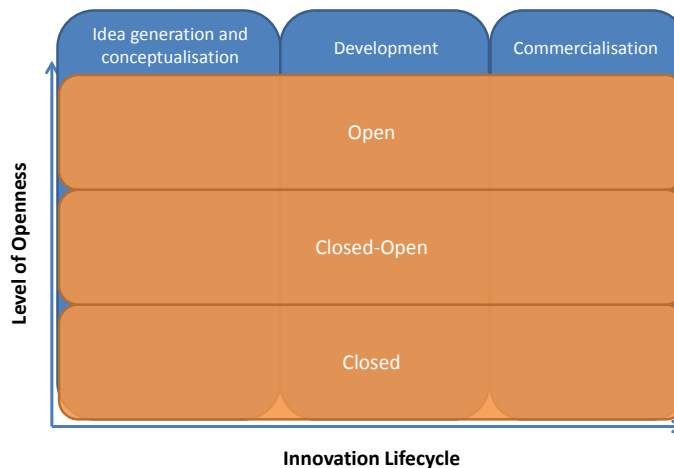 Idea generation and
conceptualisation
Development
Commercialisation
Level of Openness
Open
Closed-Open
Closed
Innovation Lifecycle